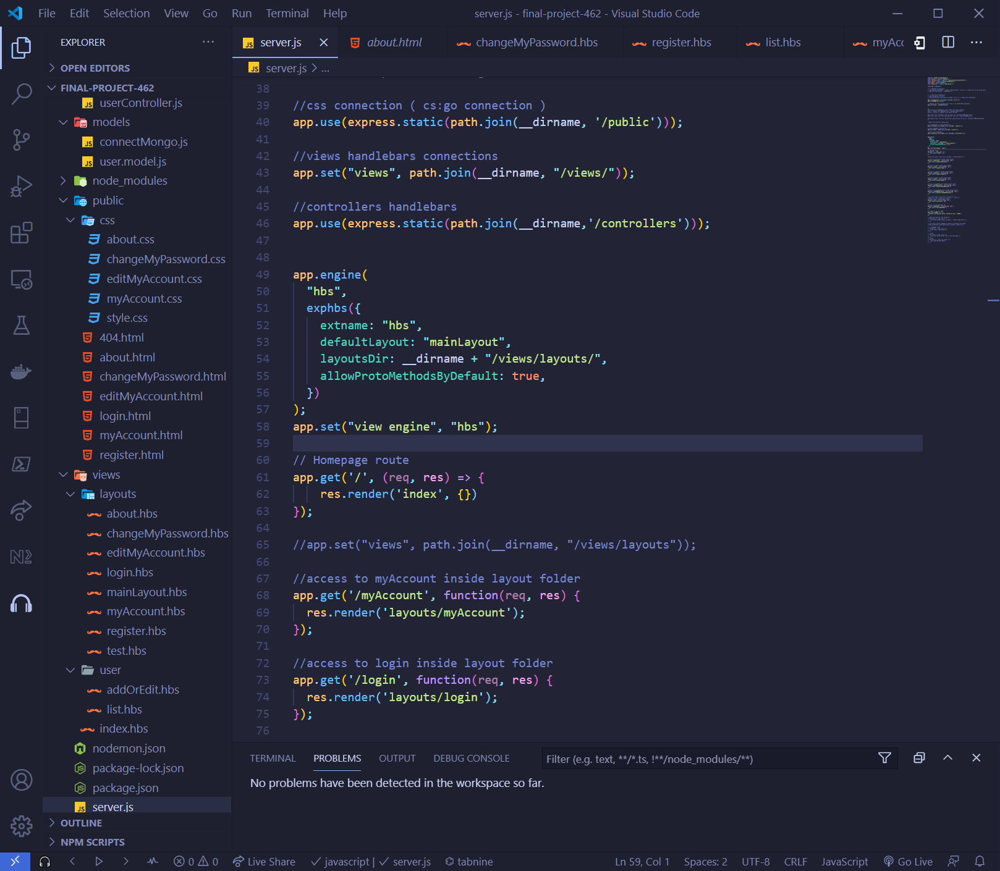 File Edit Selection View Go Run Terminal Help server.js - final-project-462 - Visual Studio Code
EXPLORER
OPEN EDITORS
FINAL-PROJECT-462
userController.js
models
connectMongo.js
user.model.js
node_modules
public
css
about.css
changeMyPassword.css
editMyAccount.css
myAccount.css
style.css
404.html
about.html
changeMyPassword.html
editMyAccount.html
login.html
myAccount.html
register.html
views
layouts
about.hbs
changeMyPassword.hbs
editMyAccount.hbs
login.hbs
mainLayout.hbs
myAccount.hbs
register.hbs
test.hbs
user
addOrEdit.hbs
list.hbs
index.hbs
nodemon.json
package-lock.json
package.json
server.js
OUTLINE
NPM SCRIPTS
server.js about.html changeMyPassword.hbs register.hbs list.hbs myAcc
server.js > ...
38
39 //css connection ( cs:go connection )
40 app.use(express.static(path.join(__dirname, '/public')));
41
42 //views handlebars connections
43 app.set("views", path.join(__dirname, "/views/"));
44
45 //controllers handlebars
46 app.use(express.static(path.join(__dirname,'/controllers')));
47
48
49 app.engine(
50 "hbs",
51 exphbs({
52 extname: "hbs",
53 defaultLayout: "mainLayout",
54 layoutsDir: __dirname + "/views/layouts/",
55 allowProtoMethodsByDefault: true,
56 })
57 );
58 app.set("view engine", "hbs");
59
60 // Homepage route
61 app.get('/', (req, res) => {
62 res.render('index', {})
63 });
64
65 //app.set("views", path.join(__dirname, "/views/layouts"));
66
67 //access to myAccount inside layout folder
68 app.get('/myAccount', function(req, res) {
69 res.render('layouts/myAccount');
70 });
71
72 //access to login inside layout folder
73 app.get('/login', function(req, res) {
74 res.render('layouts/login');
75 });
76
TERMINAL PROBLEMS OUTPUT DEBUG CONSOLE Filter (e.g. text, **/*.ts, !**/node_modules/**)
No problems have been detected in the workspace so far.
0 0 Live Share javascript | server.js tabnine Ln 59, Col 1 Spaces: 2 UTF-8 CRLF JavaScript Go Live